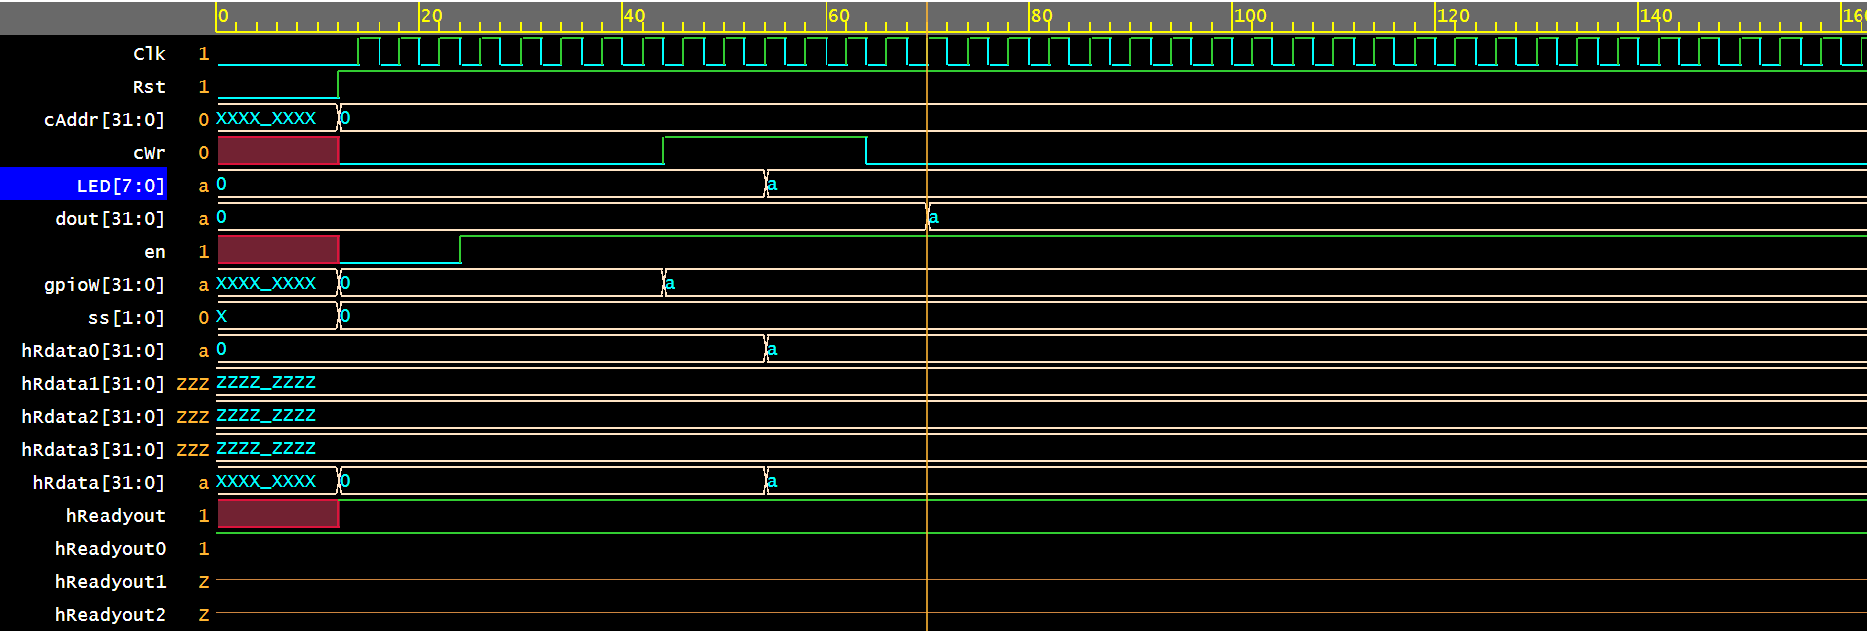 0 20 40 60 80 100 120 140 160
Clk 1
Rst 1
cAddr[31:0] 0 XXXX_XXXX 0
cWr 0
LED[7:0] a 0 a
dout[31:0] a 0 a
en 1
gpioW[31:0] a XXXX_XXXX 0 a
ss[1:0] 0 X 0
hRdata0[31:0] a 0 a
hRdata1[31:0] ZZZ ZZZZ_ZZZZ
hRdata2[31:0] ZZZ ZZZZ_ZZZZ
hRdata3[31:0] ZZZ ZZZZ_ZZZZ
hRdata[31:0] a XXXX_XXXX 0 a
hReadyout 1
hReadyout0 1
hReadyout1 Z
hReadyout2 Z